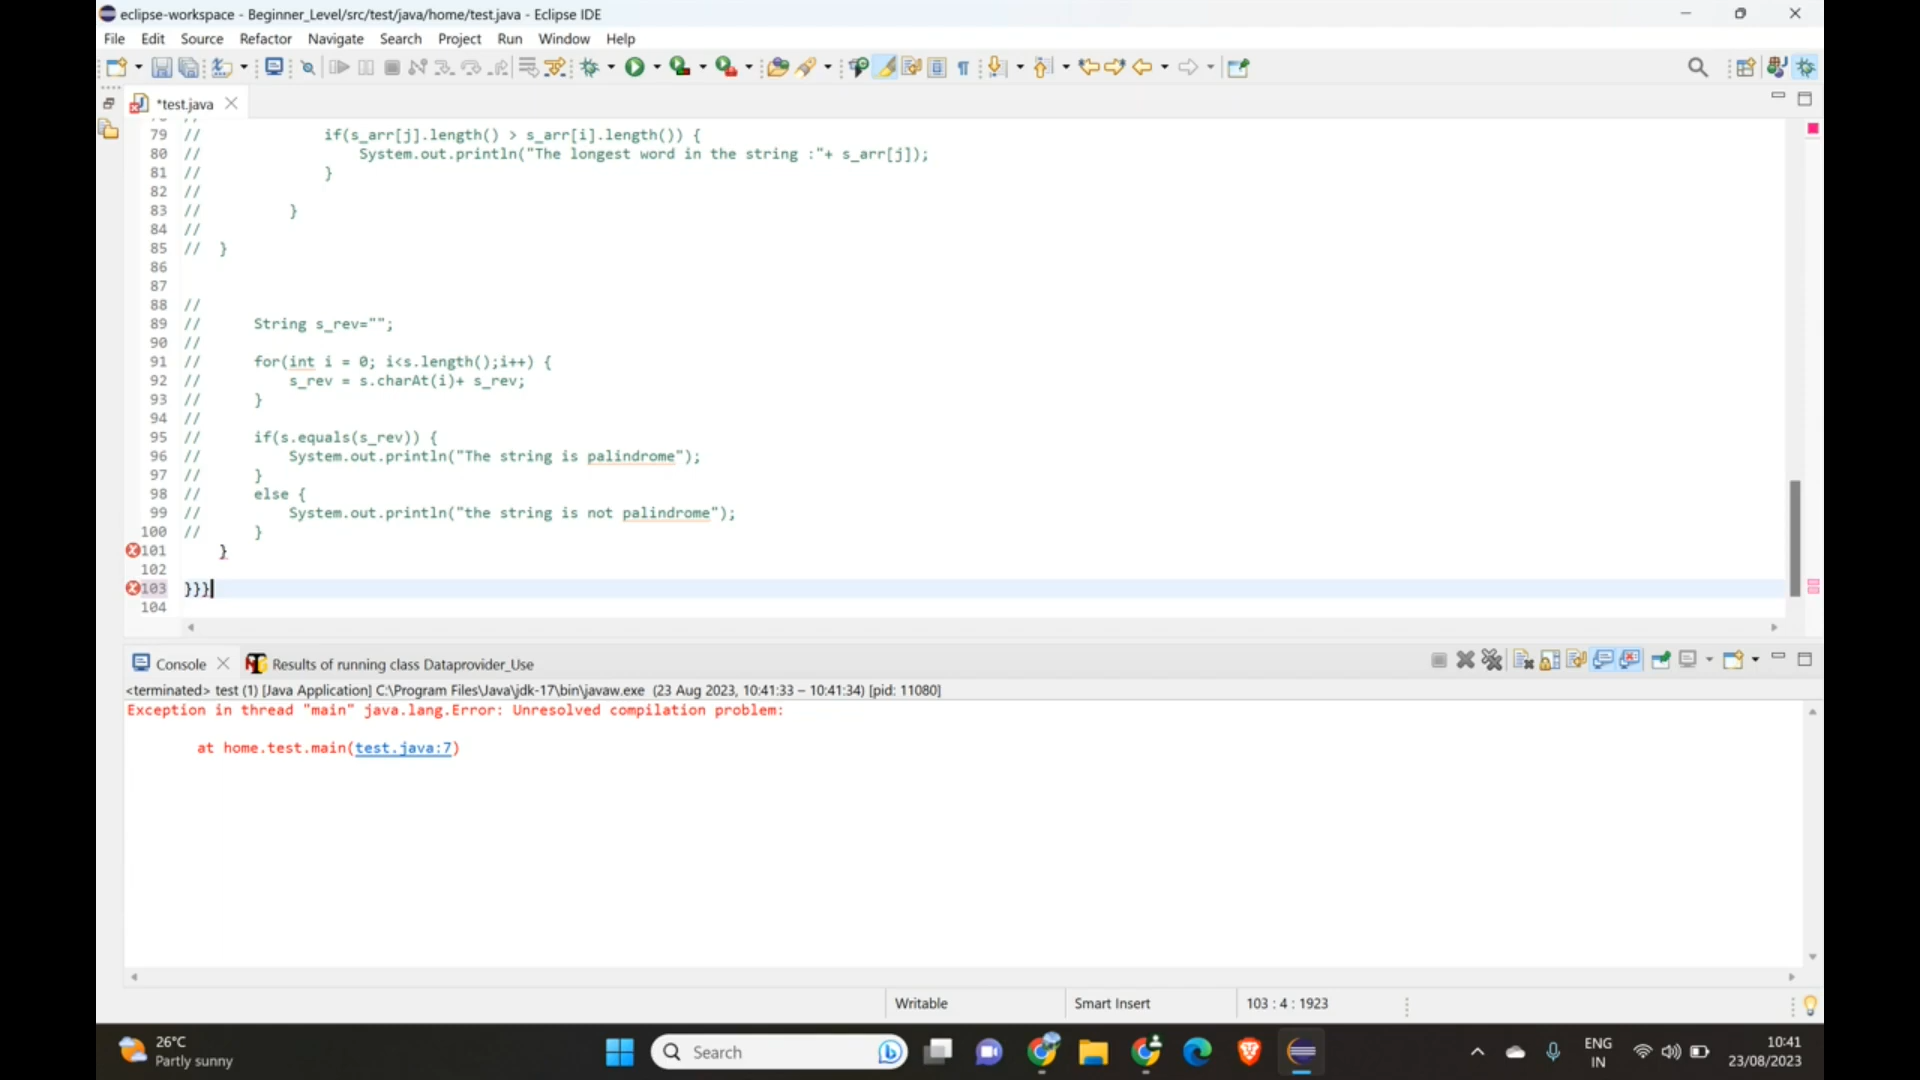 eclipse-workspace - Beginner_Level/src/test/java/home/test.java - Eclipse IDE
File Edit Source Refactor Navigate Search Project Run Window Help
*test.java
79 // if(s_arr[j].length() > s_arr[i].length()) {
80 // System.out.println("The longest word in the string :"+ s_arr[j]);
81 // }
82 //
83 // }
84 //
85 // }
86
87
88 //
89 // String s_rev="";
90 //
91 // for(int i = 0; i<s.length();i++) {
92 // s_rev = s.charAt(i)+ s_rev;
93 // }
94 //
95 // if(s.equals(s_rev)) {
96 // System.out.println("The string is palindrome");
97 // }
98 // else {
99 // System.out.println("the string is not palindrome");
100 // }
101 }
102
103 }}}
104
Console Results of running class Dataprovider_Use
<terminated> test (1) [Java Application] C:\Program Files\Java\jdk-17\bin\javaw.exe (23 Aug 2023, 10:41:33 – 10:41:34) [pid: 11080]
Exception in thread "main" java.lang.Error: Unresolved compilation problem:
at home.test.main(test.java:7)
Writable Smart Insert 103 : 4 : 1923
26°C
Partly sunny
Search
ENG
IN
10:41
23/08/2023